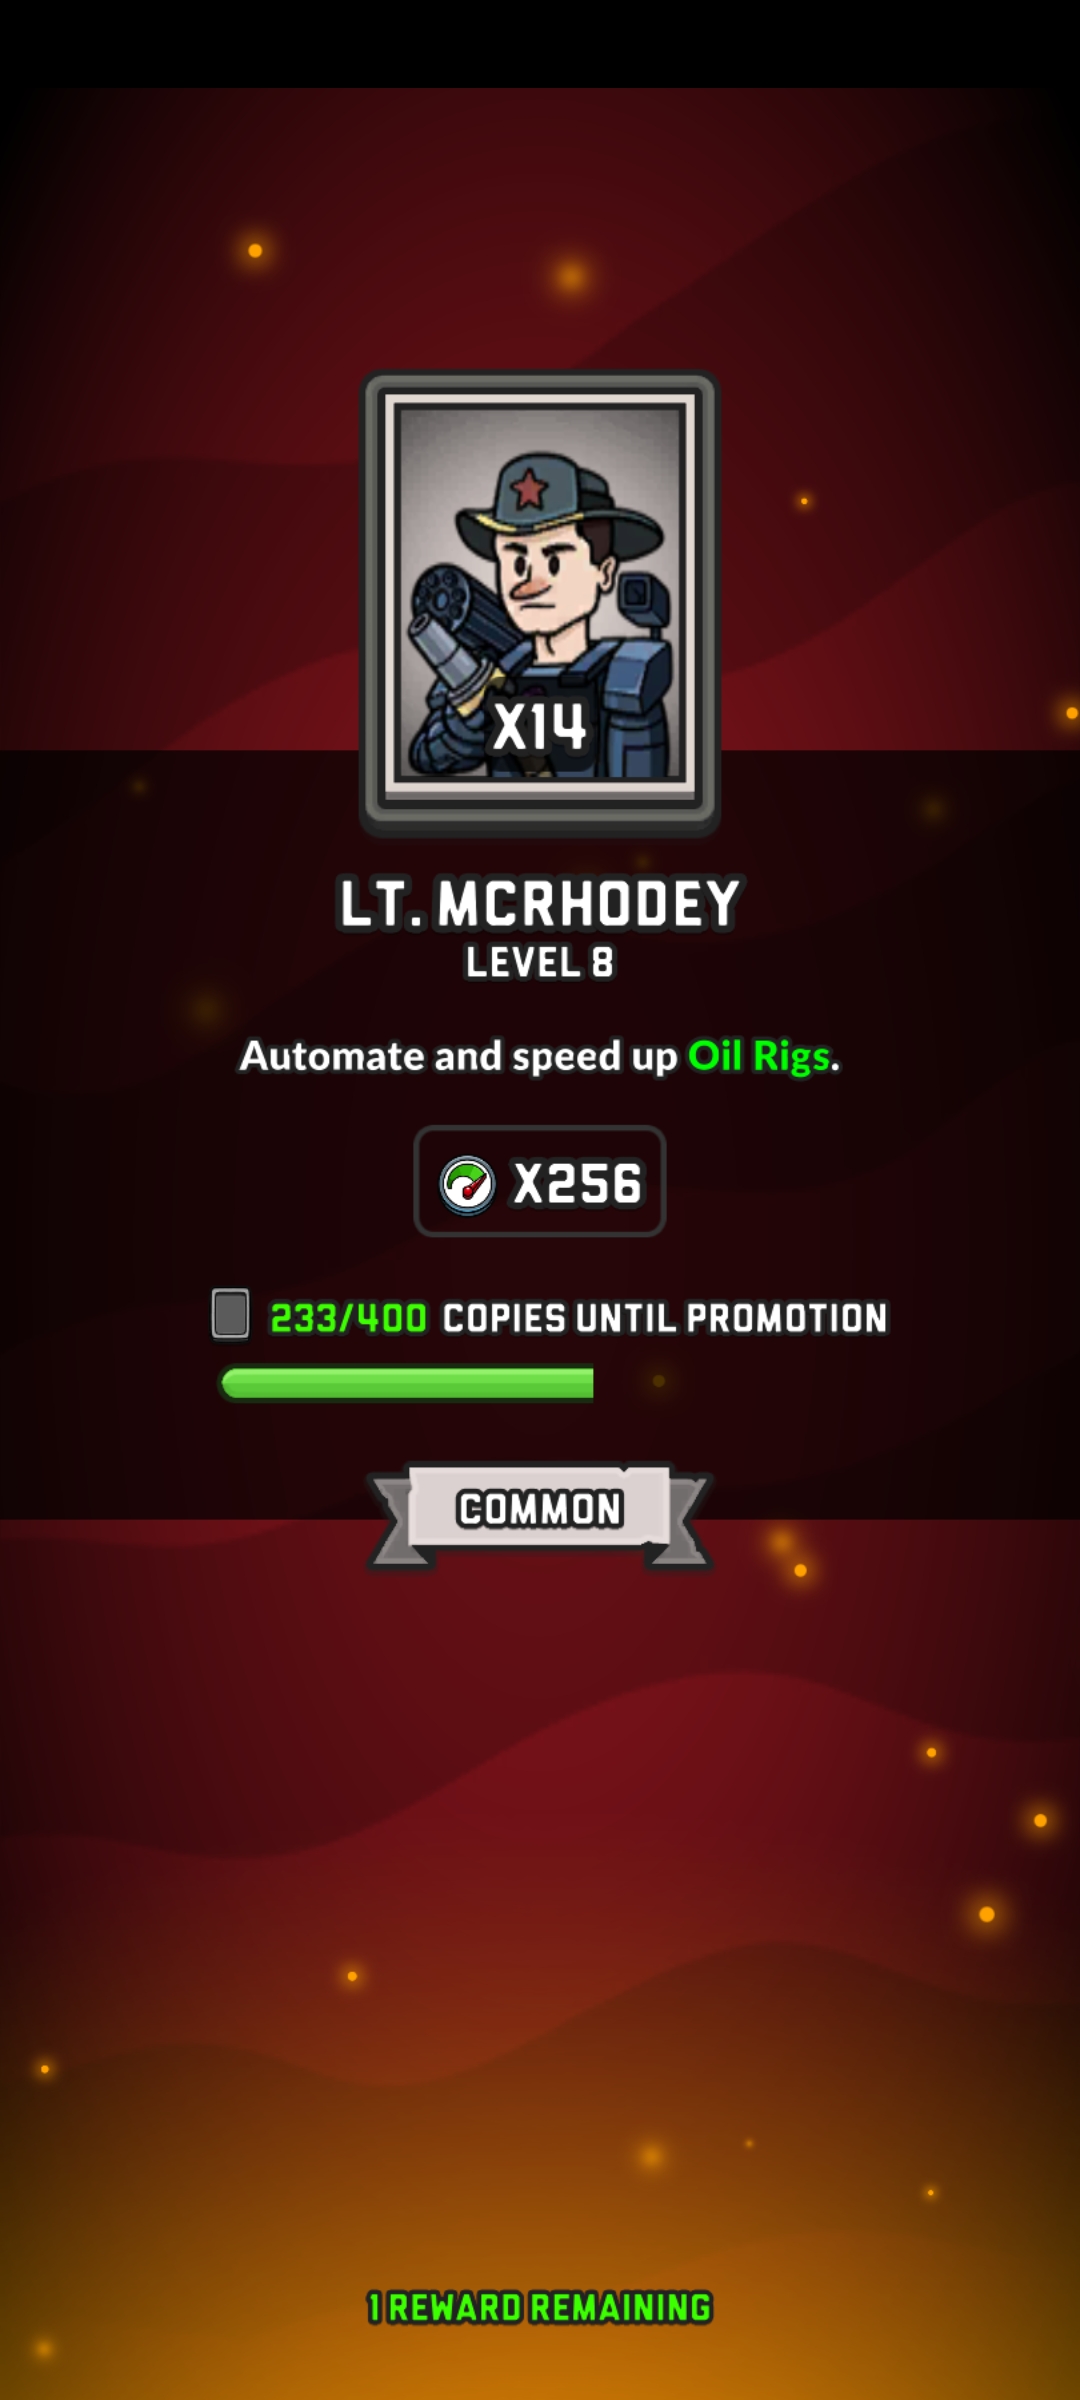 X14
LT. MCRHODEY
LEVEL 8
Automate and speed up Oil Rigs.
X256
233/400 COPIES UNTIL PROMOTION
COMMON
1 REWARD REMAINING